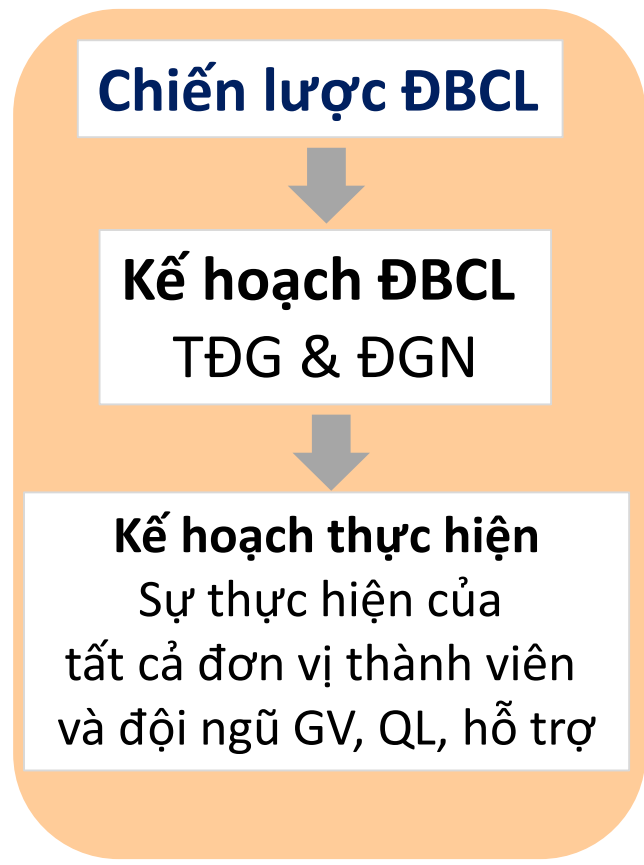 Chiến lược ĐBCL
Kế hoạch ĐBCL
TĐG & ĐGN
Kế hoạch thực hiện
Sự thực hiện của
tất cả đơn vị thành viên
và đội ngũ GV, QL, hỗ trợ